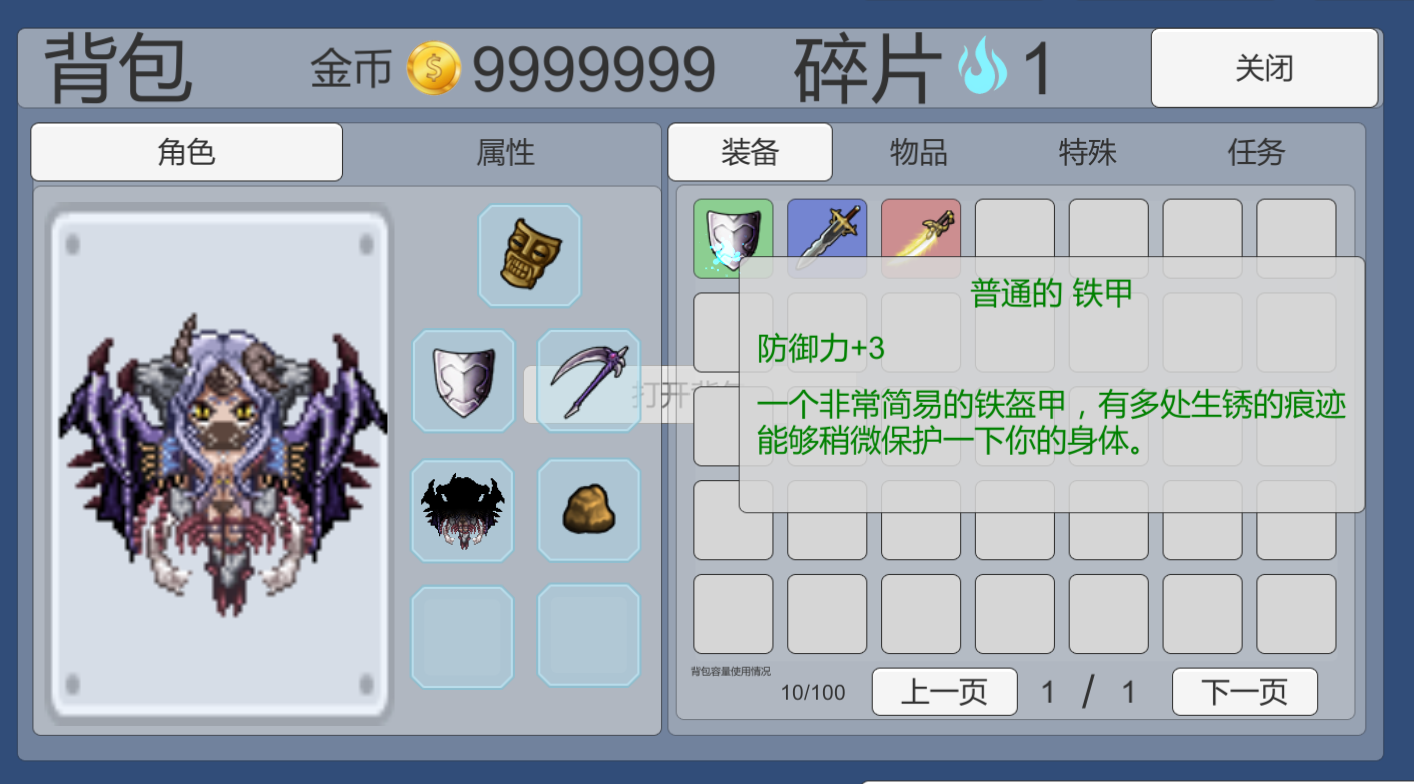 背包
金币 9999999
碎片 1
关闭
角色
属性
装备
物品
特殊
任务
普通的 铁甲
防御力+3
一个非常简易的铁盔甲，有多处生锈的痕迹
能够稍微保护一下你的身体。
打开背包
背包容量使用情况
10/100
上一页
1 / 1
下一页